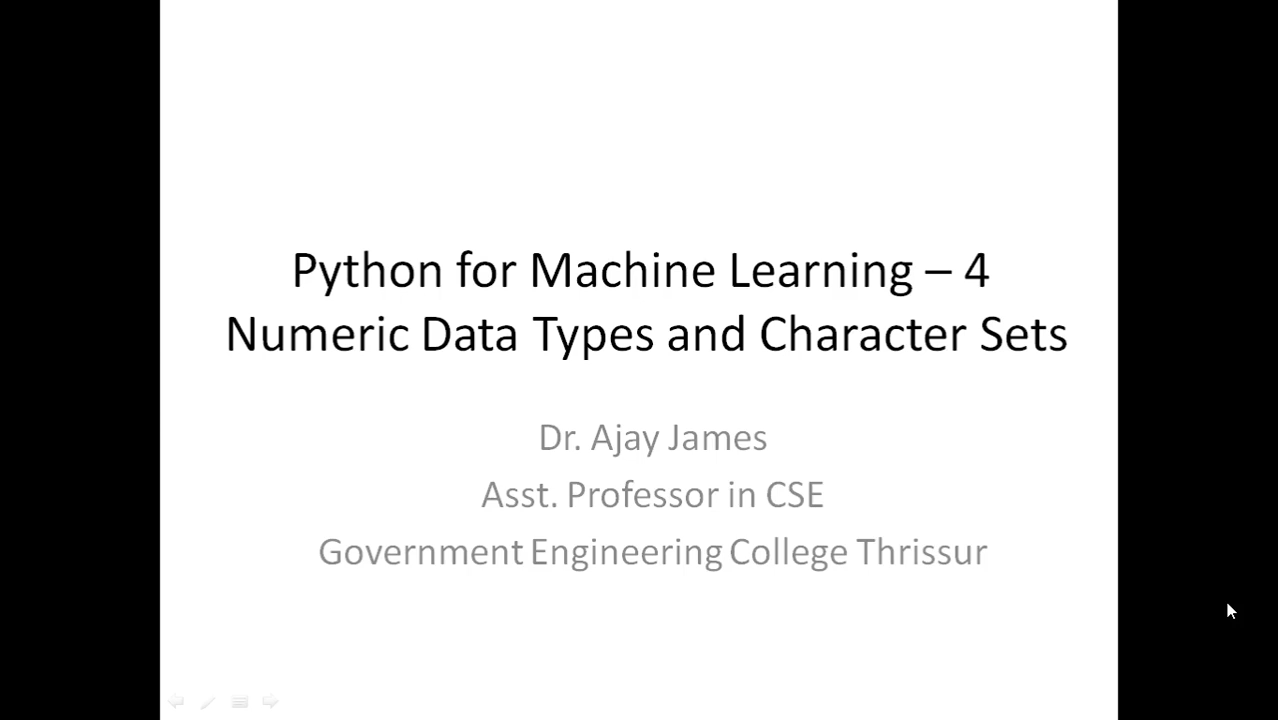 Python for Machine Learning – 4
Numeric Data Types and Character Sets
Dr. Ajay James
Asst. Professor in CSE
Government Engineering College Thrissur